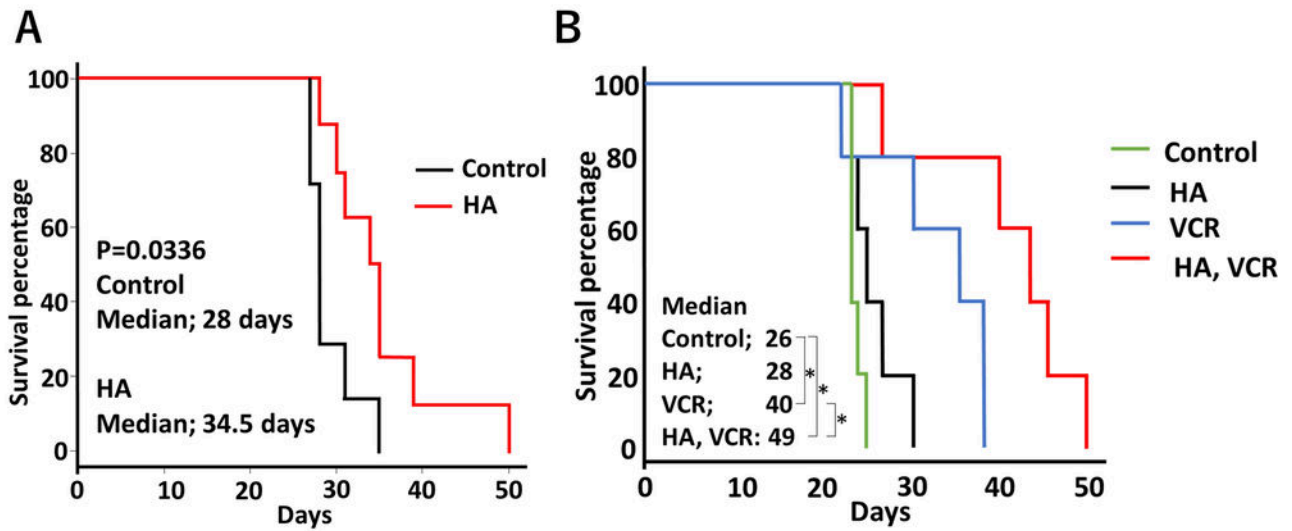 A
Survival percentage
100
80
60
40
20
0
P=0.0336
Control
Median; 28 days
HA
Median; 34.5 days
Control
HA
0
10
20
30
40
50
Days
B
Survival percentage
100
80
60
40
20
0
Median
Control; 26
HA; 28
VCR; 40
HA, VCR: 49
*
*
*
Control
HA
VCR
HA, VCR
0
10
20
30
40
50
Days